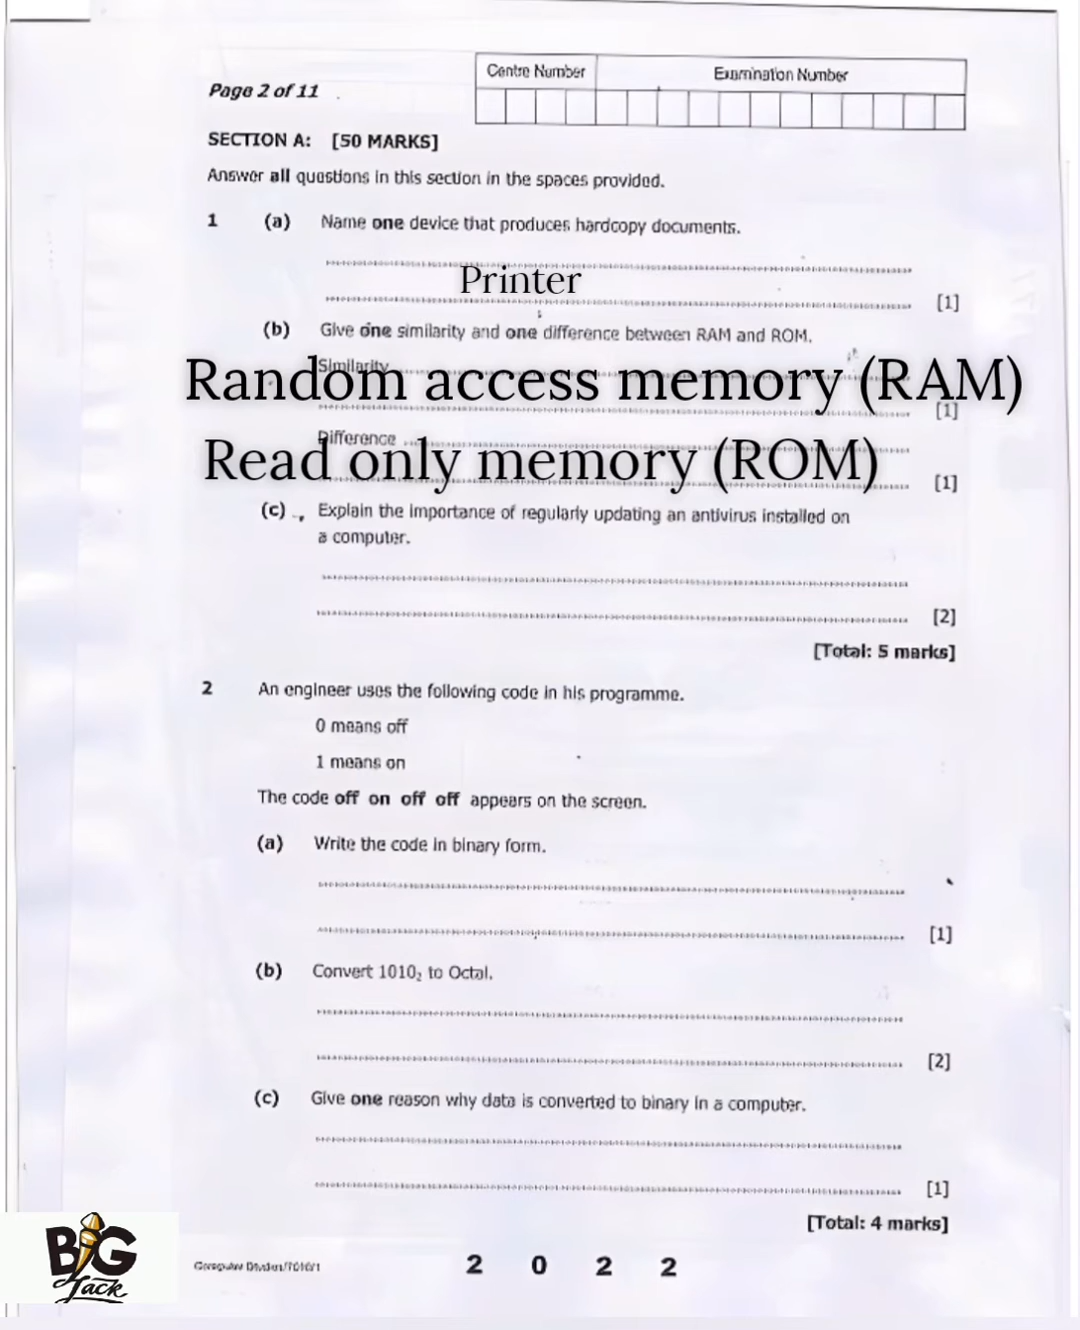 Centre Number
Examination Number
Page 2 of 11
SECTION A: [50 MARKS]
Answer all questions in this section in the spaces provided.
1 (a) Name one device that produces hardcopy documents.
Printer
[1]
(b) Give one similarity and one difference between RAM and ROM.
Similarity
Random access memory (RAM)
[1]
Difference
Read only memory (ROM)
[1]
(c) Explain the importance of regularly updating an antivirus installed on
a computer.
[2]
[Total: 5 marks]
2 An engineer uses the following code in his programme.
0 means off
1 means on
The code off on off off appears on the screen.
(a) Write the code in binary form.
[1]
(b) Convert 1010₂ to Octal.
[2]
(c) Give one reason why data is converted to binary in a computer.
[1]
[Total: 4 marks]
BIG
Jack
2 0 2 2